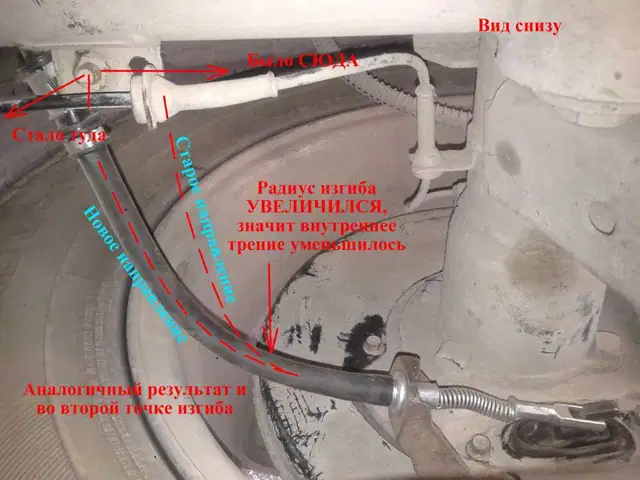 Вид снизу
Было СЮДА
Стало туда
Старое направление
Новое направление
Радиус изгиба
УВЕЛИЧИЛСЯ,
значит внутреннее
трение уменьшилось
Аналогичный результат и
во второй точке изгиба